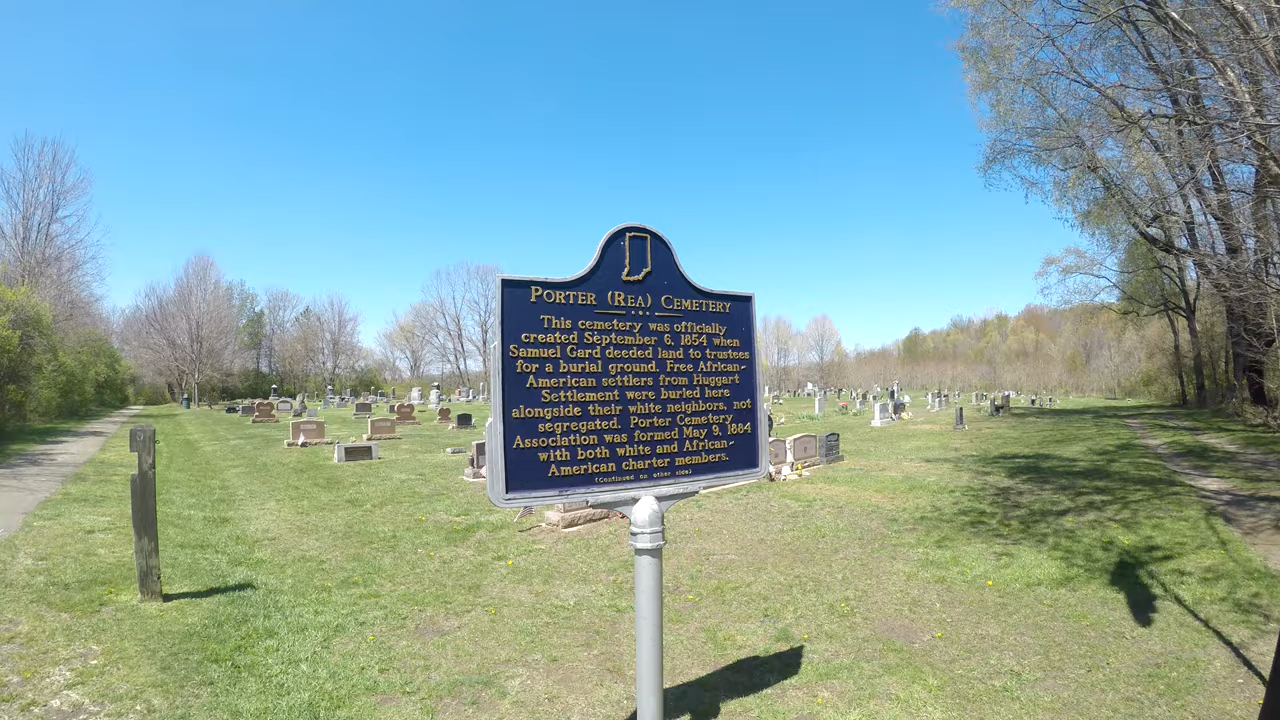 PORTER (REA) CEMETERY
This cemetery was officially
created September 6, 1854 when
Samuel Gard deeded land to trustees
for a burial ground. Free African-
American settlers from Huggart
Settlement were buried here
alongside their white neighbors, not
segregated. Porter Cemetery
Association was formed May 9, 1884
with both white and African-
American charter members.
(Continued on other side)